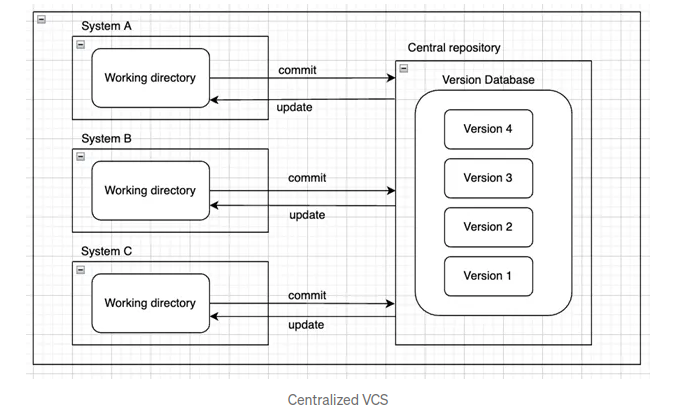 System A
Working directory
commit
update
System B
Working directory
commit
update
System C
Working directory
commit
update
Central repository
Version Database
Version 4
Version 3
Version 2
Version 1
Centralized VCS